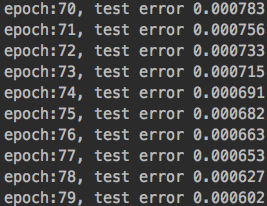 epoch:70, test error 0.000783
epoch:71, test error 0.000756
epoch:72, test error 0.000733
epoch:73, test error 0.000715
epoch:74, test error 0.000691
epoch:75, test error 0.000682
epoch:76, test error 0.000663
epoch:77, test error 0.000653
epoch:78, test error 0.000627
epoch:79, test error 0.000602